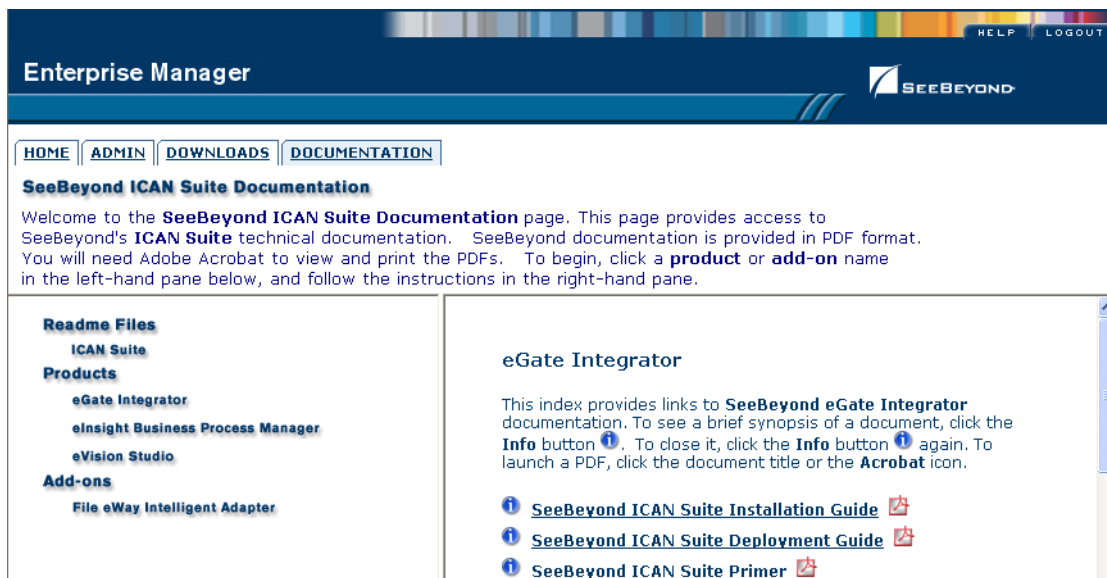 HELP LOGOUT
Enterprise Manager
SEEBEYOND
HOME ADMIN DOWNLOADS DOCUMENTATION
SeeBeyond ICAN Suite Documentation
Welcome to the SeeBeyond ICAN Suite Documentation page. This page provides access to
SeeBeyond's ICAN Suite technical documentation. SeeBeyond documentation is provided in PDF format.
You will need Adobe Acrobat to view and print the PDFs. To begin, click a product or add-on name
in the left-hand pane below, and follow the instructions in the right-hand pane.
Readme Files
ICAN Suite
Products
eGate Integrator
eInsight Business Process Manager
eVision Studio
Add-ons
File eWay Intelligent Adapter
eGate Integrator
This index provides links to SeeBeyond eGate Integrator
documentation. To see a brief synopsis of a document, click the
Info button. To close it, click the Info button again. To
launch a PDF, click the document title or the Acrobat icon.
SeeBeyond ICAN Suite Installation Guide
SeeBeyond ICAN Suite Deployment Guide
SeeBeyond ICAN Suite Primer